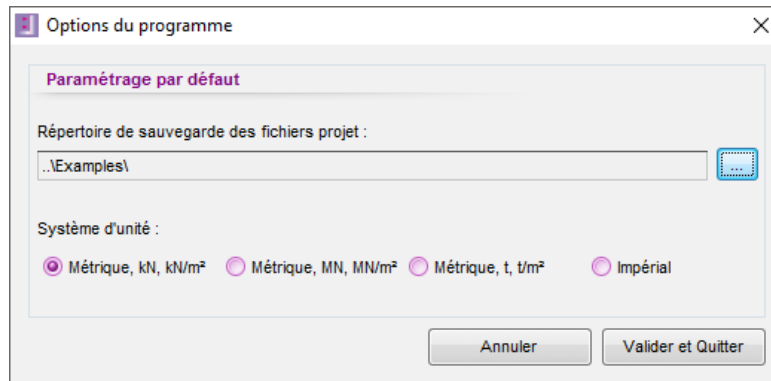 Options du programme
Paramétrage par défaut
Répertoire de sauvegarde des fichiers projet :
..\Examples\
...
Système d'unité :
Métrique, kN, kN/m² Métrique, MN, MN/m² Métrique, t, t/m² Impérial
Annuler Valider et Quitter